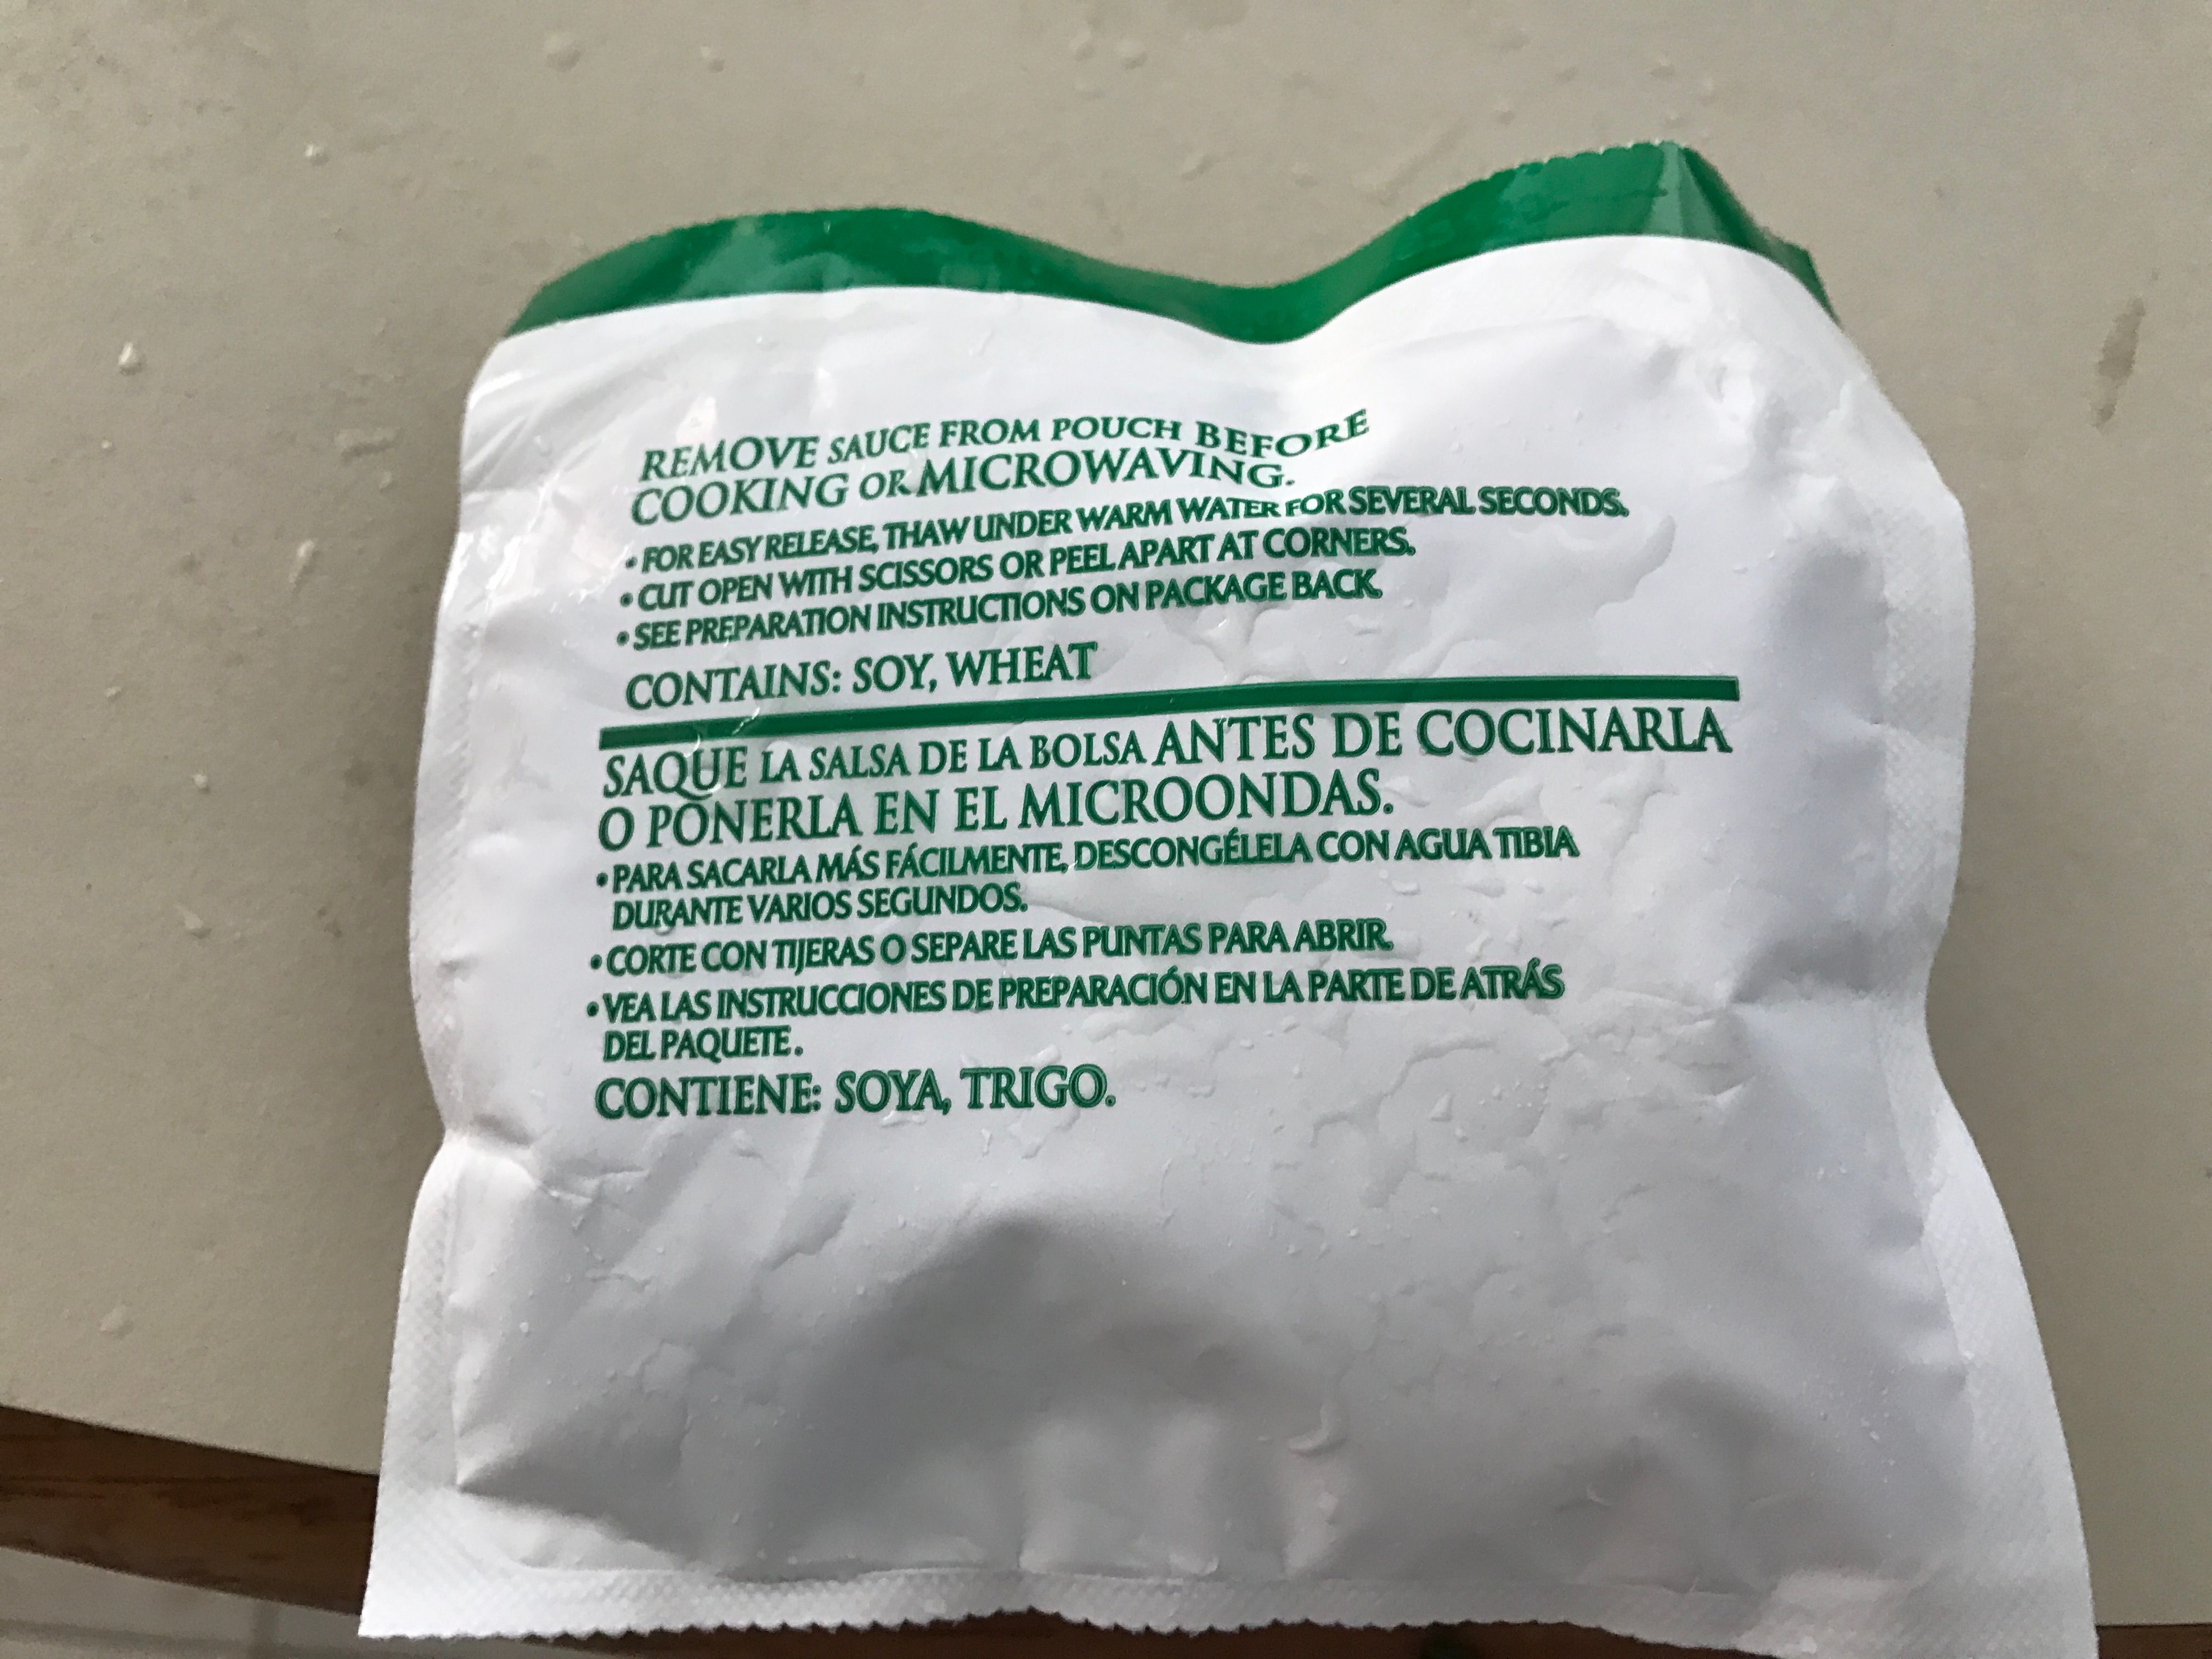 REMOVE SAUCE FROM POUCH BEFORE
COOKING OR MICROWAVING.
• FOR EASY RELEASE, THAW UNDER WARM WATER FOR SEVERAL SECONDS.
• CUT OPEN WITH SCISSORS OR PEEL APART AT CORNERS.
• SEE PREPARATION INSTRUCTIONS ON PACKAGE BACK.
CONTAINS: SOY, WHEAT
SAQUE LA SALSA DE LA BOLSA ANTES DE COCINARLA
O PONERLA EN EL MICROONDAS.
• PARA SACARLA MÁS FÁCILMENTE, DESCONGÉLELA CON AGUA TIBIA
DURANTE VARIOS SEGUNDOS.
• CORTE CON TIJERAS O SEPARE LAS PUNTAS PARA ABRIR.
• VEA LAS INSTRUCCIONES DE PREPARACIÓN EN LA PARTE DE ATRÁS
DEL PAQUETE.
CONTIENE: SOYA, TRIGO.